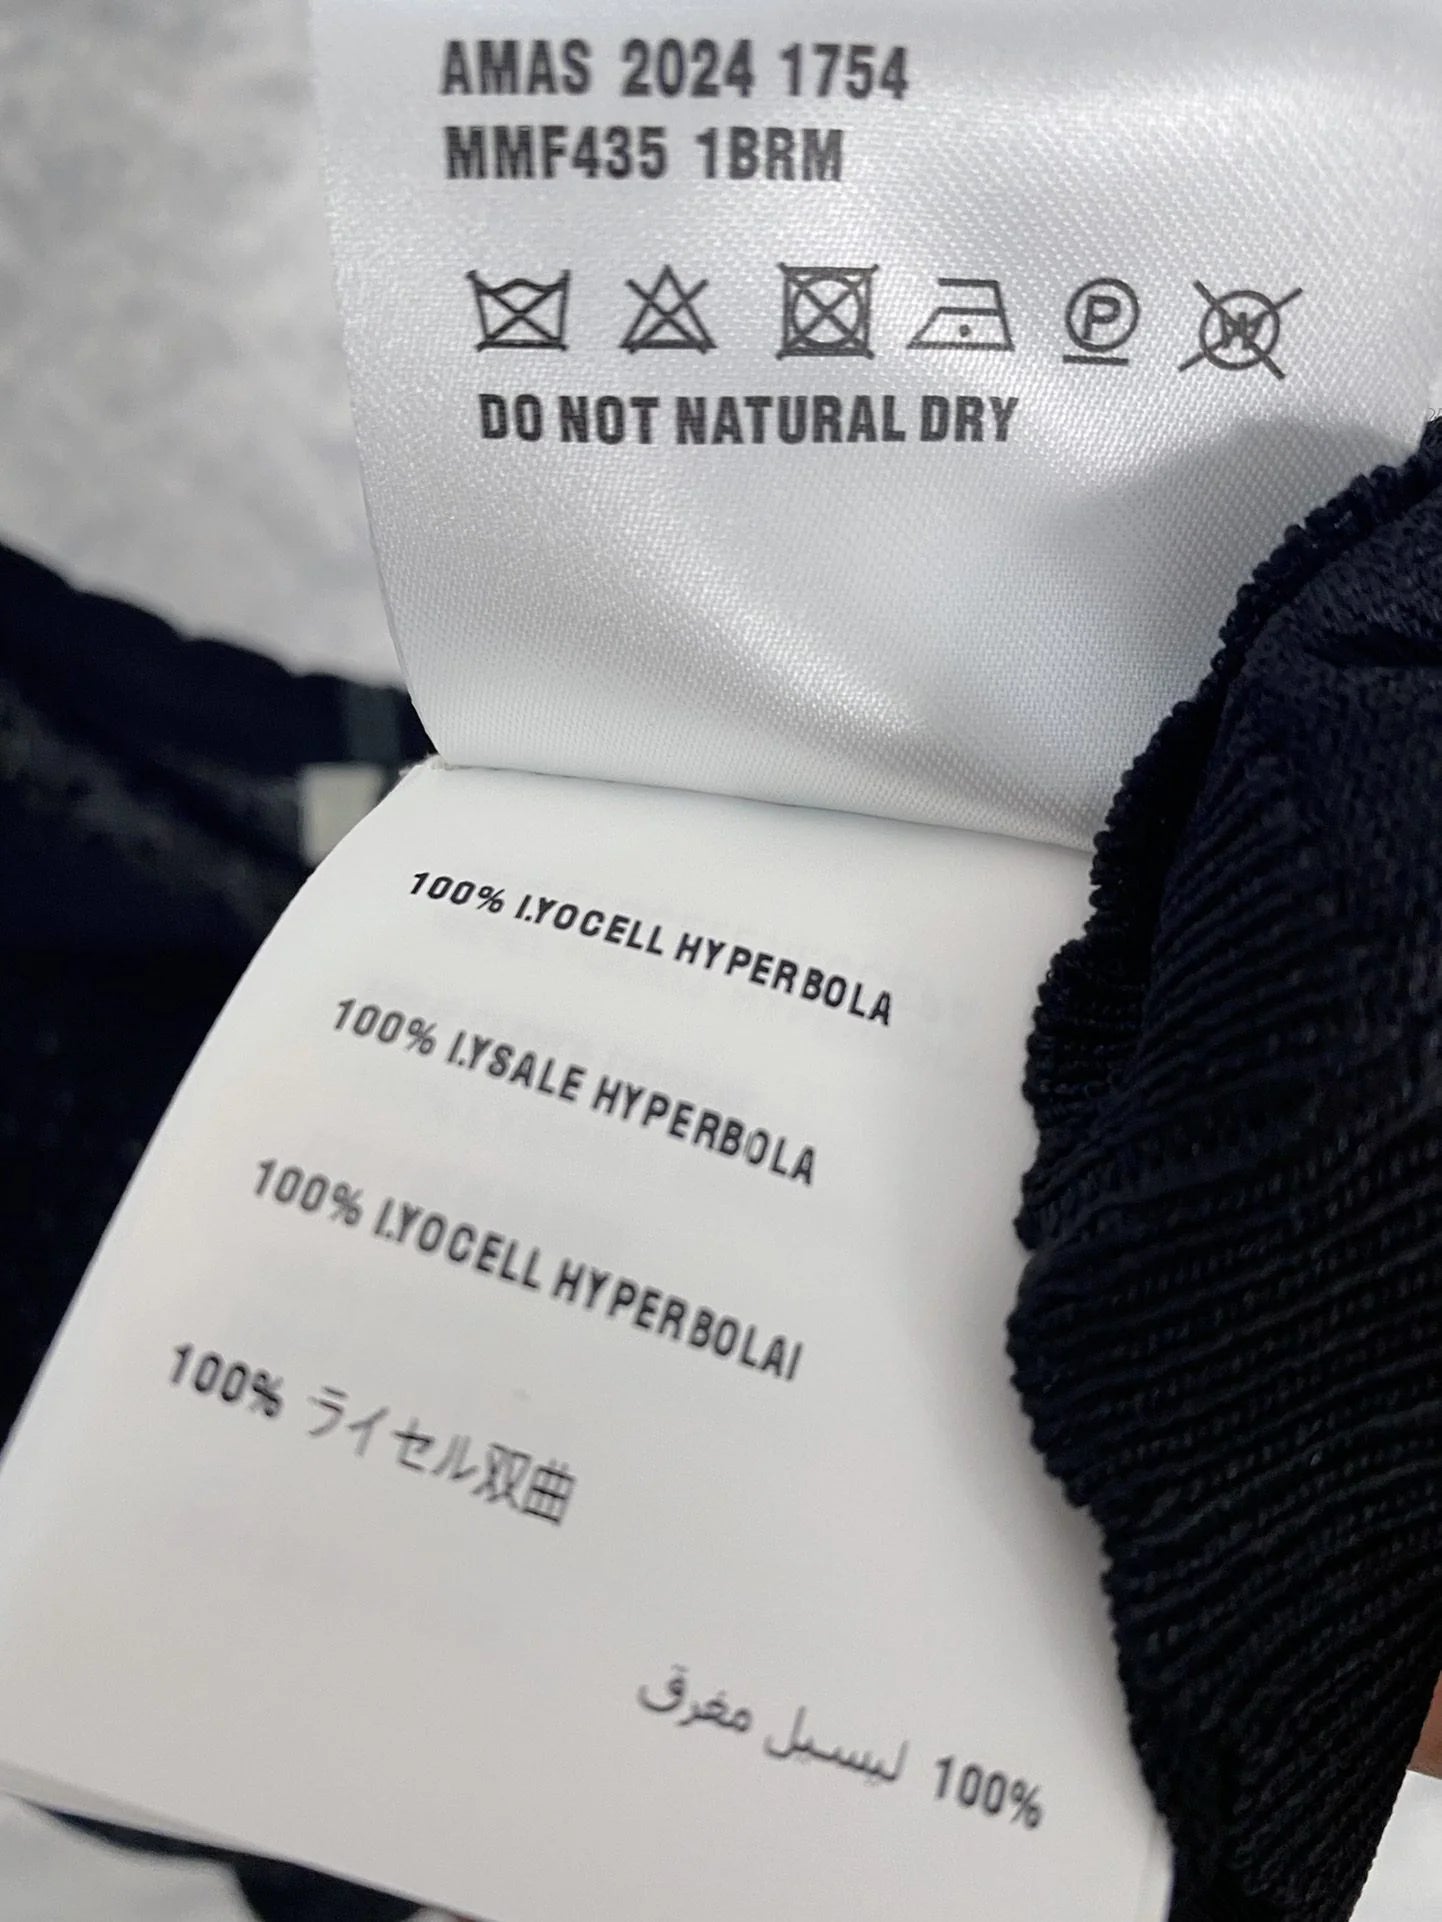 AMAS 2024 1754
MMF435 1BRM
P W
DO NOT NATURAL DRY
100% I.YOCELL HYPERBOLA
100% I.YSALE HYPERBOLA
100% I.YOCELL HYPERBOLAI
100% ライセル双曲
100% ليسيل مغرق